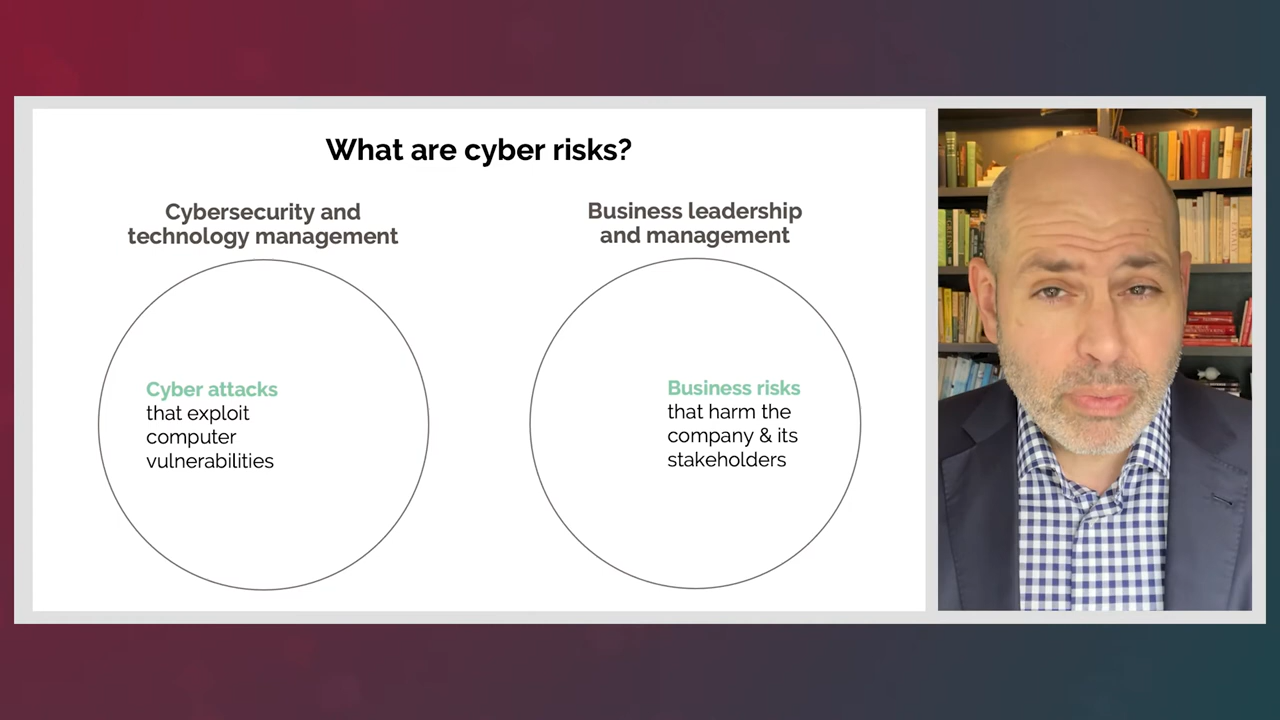 What are cyber risks?
Cybersecurity and
technology management
Cyber attacks
that exploit
computer
vulnerabilities
Business leadership
and management
Business risks
that harm the
company & its
stakeholders